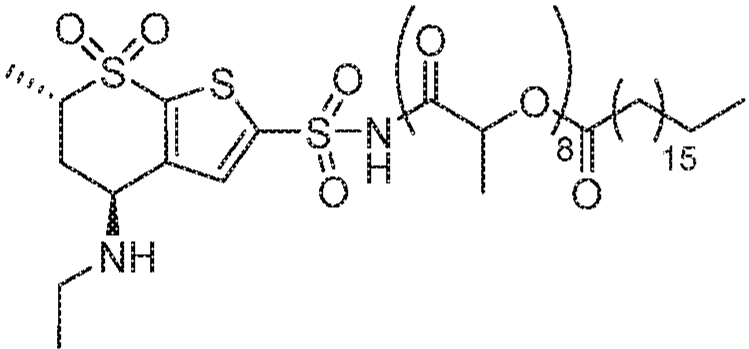 O O O
S S O
S N O
8 15
O H O
NH